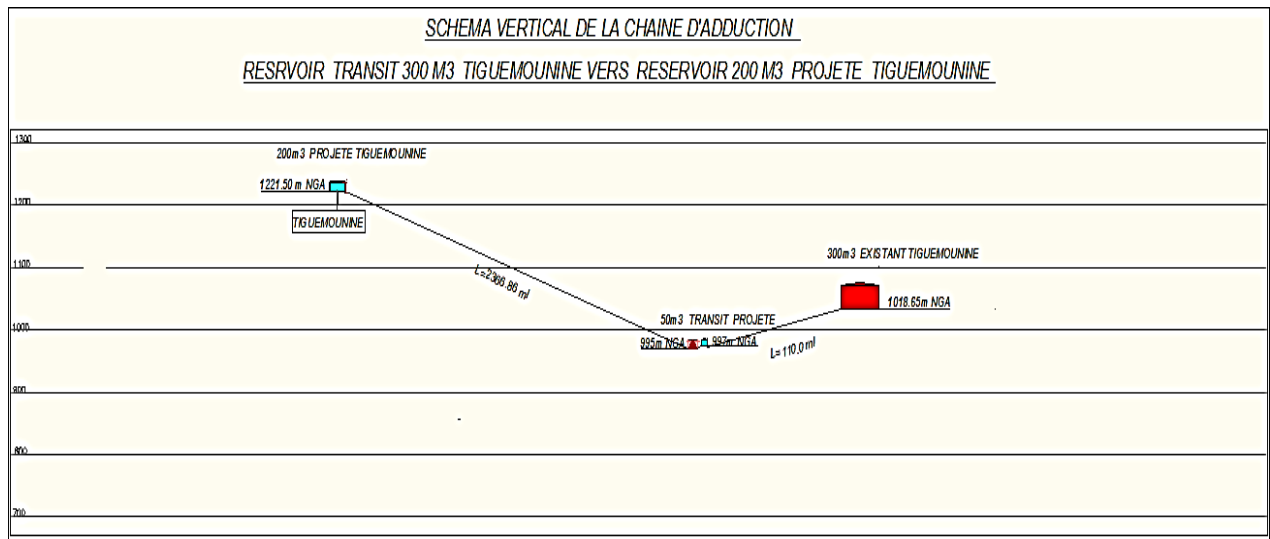 SCHEMA VERTICAL DE LA CHAINE D'ADDUCTION
RESRVOIR TRANSIT 300 M3 TIGUEMOUNINE VERS RESERVOIR 200 M3 PROJETE TIGUEMOUNINE
1300
200m3 PROJETE TIGUEMOUNINE
1221.50 m NGA
1200
TIGUEMOUNINE
300m3 EXISTANT TIGUEMOUNINE
1100
L=2366.86 ml
1018.65m NGA
50m3 TRANSIT PROJETE
1000
995m NGA
997m NGA
L=110.0 ml
800
700